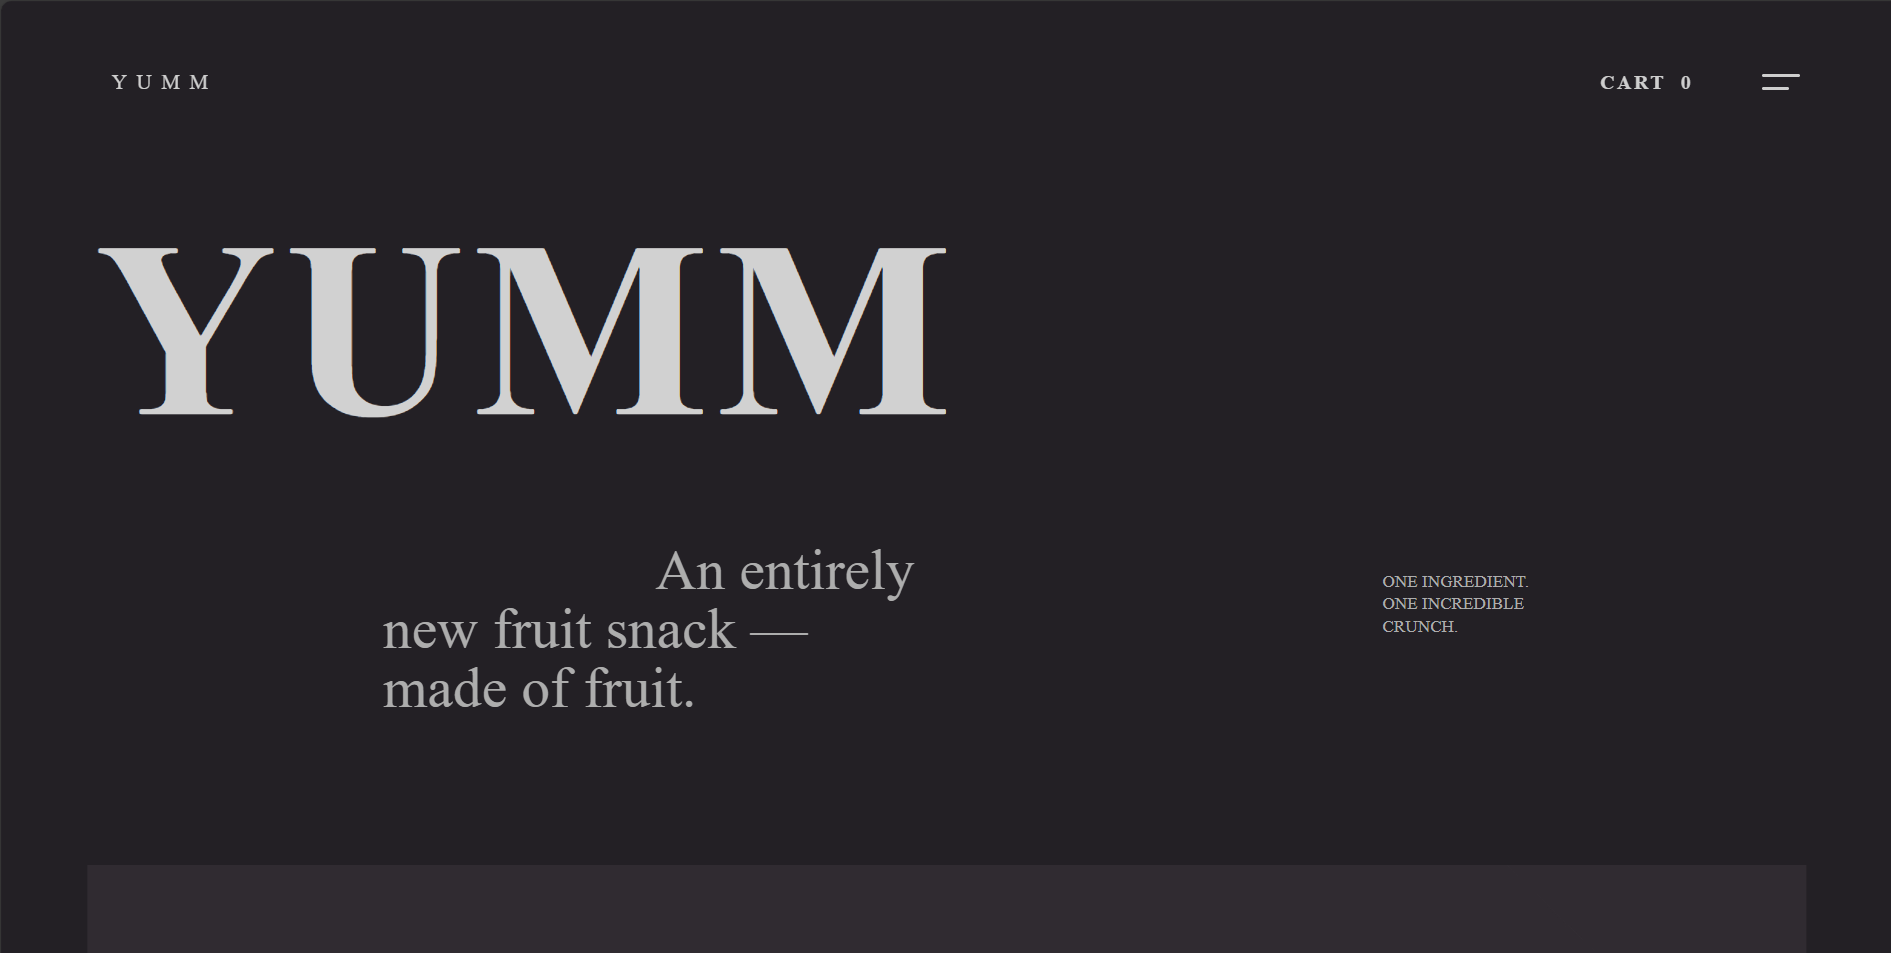 YUMM
CART 0
YUMM
An entirely
new fruit snack —
made of fruit.
ONE INGREDIENT.
ONE INCREDIBLE
CRUNCH.